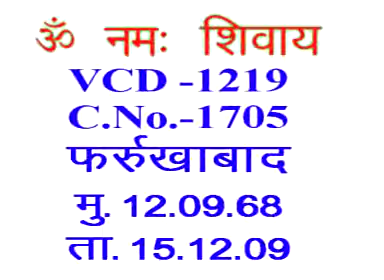 ॐ नमः शिवाय
VCD -1219
C.No.-1705
फर्रुखाबाद
मु. 12.09.68
ता. 15.12.09